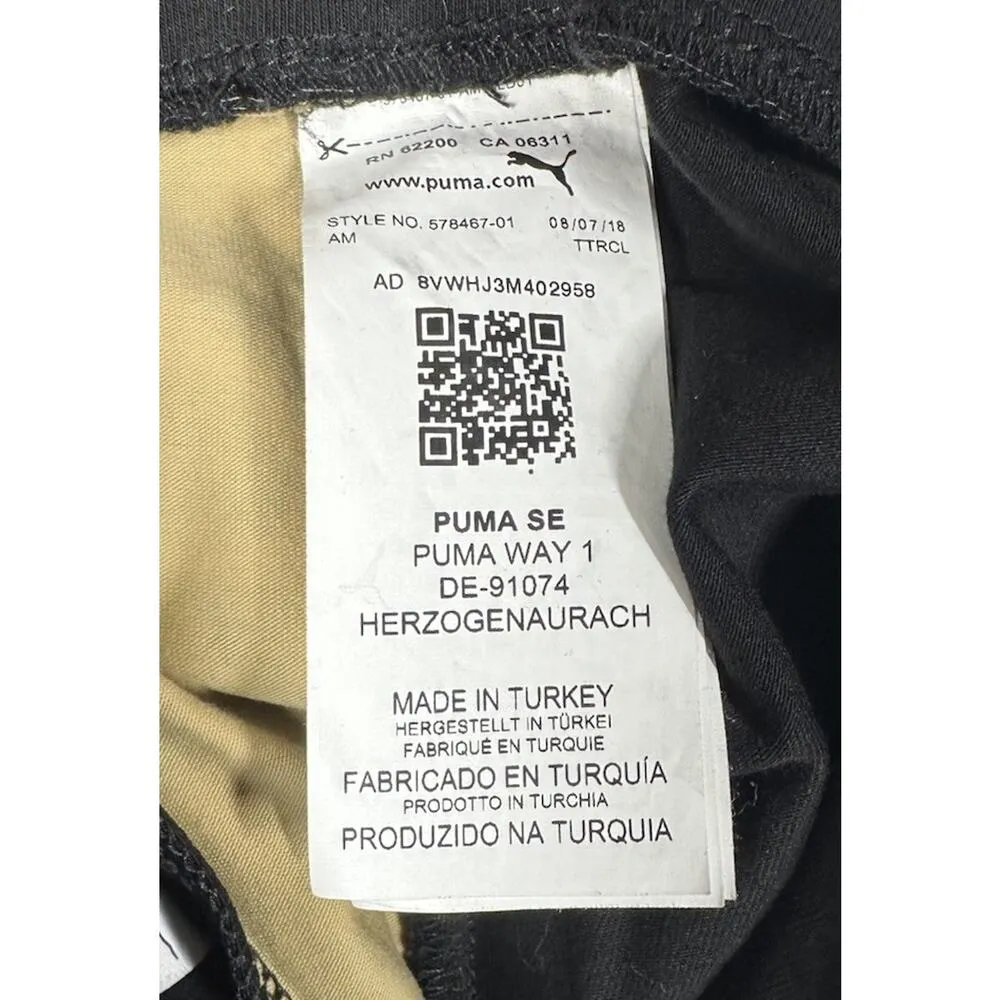 RN 62200 CA 06311
www.puma.com
STYLE NO. 578467-01 08/07/18
AM TTRCL
AD 8VWHJ3M402958
PUMA SE
PUMA WAY 1
DE-91074
HERZOGENAURACH
MADE IN TURKEY
HERGESTELLT IN TÜRKEI
FABRIQUÉ EN TURQUIE
FABRICADO EN TURQUÍA
PRODOTTO IN TURCHIA
PRODUZIDO NA TURQUIA